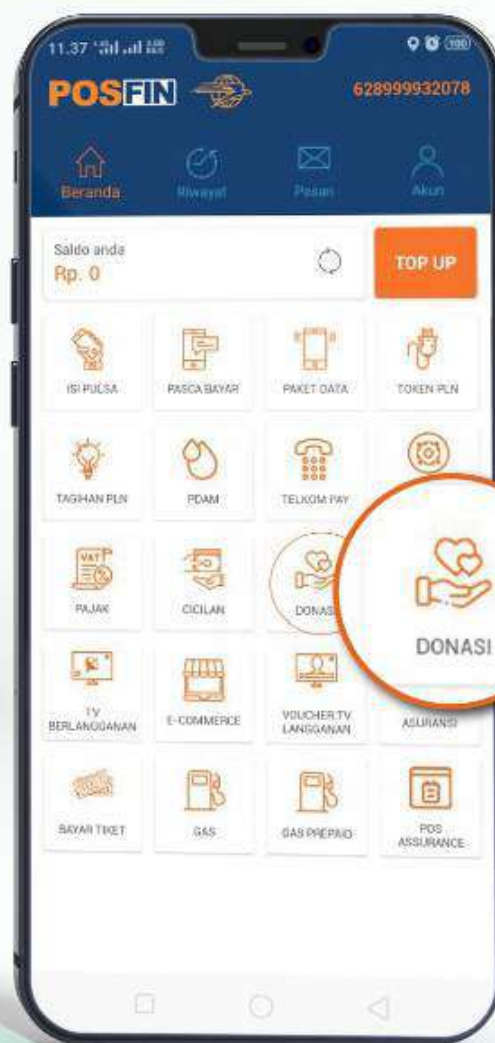 11.37
100
POSFIN
628999932078
Beranda
Riwayat
Pesan
Akun
Saldo anda
Rp. 0
TOP UP
ISI PULSA
PASCA BAYAR
PAKET DATA
TOKEN PLN
TAGIHAN PLN
PDAM
TELKOM PAY
VAT
PAJAK
CICILAN
DONASI
DONASI
TV
BERLANGGANAN
E-COMMERCE
VOUCHER TV
LANGGANAN
ASURANSI
BAYAR TIKET
GAS
GAS PREPAID
POS
ASSURANCE